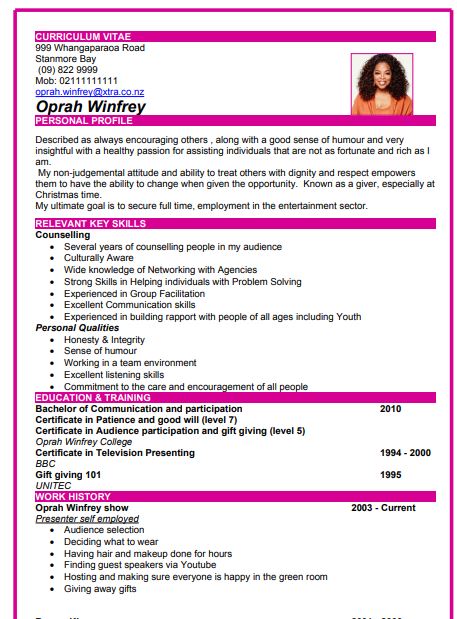 CURRICULUM VITAE
999 Whangaparaoa Road
Stanmore Bay
(09) 822 9999
Mob: 02111111111
oprah.winfrey@xtra.co.nz
Oprah Winfrey
PERSONAL PROFILE
Described as always encouraging others , along with a good sense of humour and very
insightful with a healthy passion for assisting individuals that are not as fortunate and rich as I
am.
My non-judgemental attitude and ability to treat others with dignity and respect empowers
them to have the ability to change when given the opportunity. Known as a giver, especially at
Christmas time.
My ultimate goal is to secure full time, employment in the entertainment sector.
RELEVANT KEY SKILLS
Counselling
• Several years of counselling people in my audience
• Culturally Aware
• Wide knowledge of Networking with Agencies
• Strong Skills in Helping individuals with Problem Solving
• Experienced in Group Facilitation
• Excellent Communication skills
• Experienced in building rapport with people of all ages including Youth
Personal Qualities
• Honesty & Integrity
• Sense of humour
• Working in a team environment
• Excellent listening skills
• Commitment to the care and encouragement of all people
EDUCATION & TRAINING
Bachelor of Communication and participation 2010
Certificate in Patience and good will (level 7)
Certificate in Audience participation and gift giving (level 5)
Oprah Winfrey College
Certificate in Television Presenting 1994 - 2000
BBC
Gift giving 101 1995
UNITEC
WORK HISTORY
Oprah Winfrey show 2003 - Current
Presenter self employed
• Audience selection
• Deciding what to wear
• Having hair and makeup done for hours
• Finding guest speakers via Youtube
• Hosting and making sure everyone is happy in the green room
• Giving away gifts